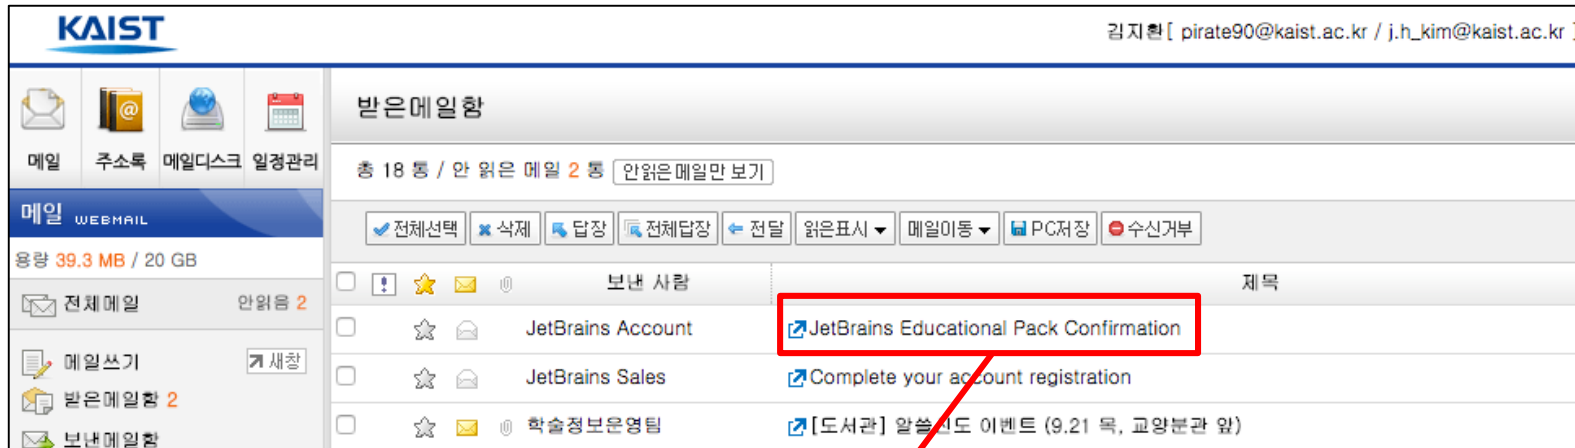 KAIST
김지환[ pirate90@kaist.ac.kr / j.h_kim@kaist.ac.kr ]
메일 주소록 메일디스크 일정관리
받은메일함
총 18 통 / 안 읽은 메일 2 통 안읽은메일만 보기
메일 WEBMAIL
전체선택 삭제 답장 전체답장 전달 읽은표시 메일이동 PC저장 수신거부
용량 39.3 MB / 20 GB
보낸 사람 제목
전체메일 안읽음 2
JetBrains Account JetBrains Educational Pack Confirmation
메일쓰기 새창
JetBrains Sales Complete your account registration
받은메일함 2
학술정보운영팀 [도서관] 알쓸신도 이벤트 (9.21 목, 교양분관 앞)
보낸메일함